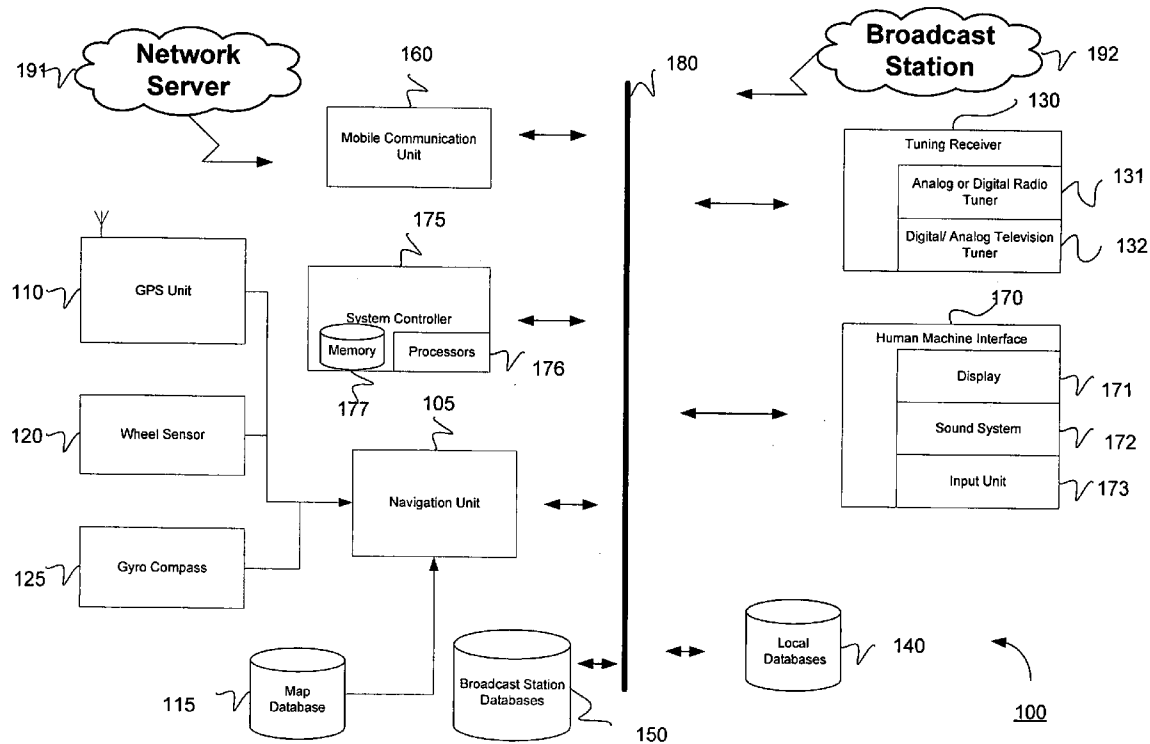 Network
Server
191
160
180
Broadcast
Station
192
Mobile Communication
Unit
130
Tuning Receiver
Analog or Digital Radio
Tuner
131
Digital/ Analog Television
Tuner
132
110
GPS Unit
175
System Controller
Memory
Processors
176
177
170
Human Machine Interface
Display
171
Sound System
172
Input Unit
173
120
Wheel Sensor
105
Navigation Unit
125
Gyro Compass
115
Map
Database
Broadcast Station
Databases
150
Local
Databases
140
100